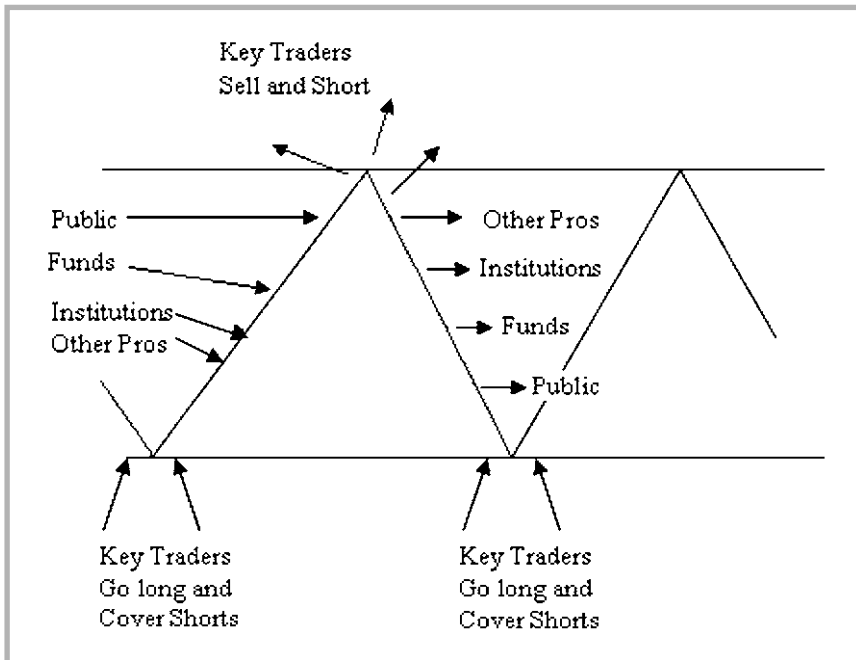 Key Traders
Sell and Short
Public
Funds
Institutions
Other Pros
Other Pros
Institutions
Funds
Public
Key Traders
Go long and
Cover Shorts
Key Traders
Go long and
Cover Shorts